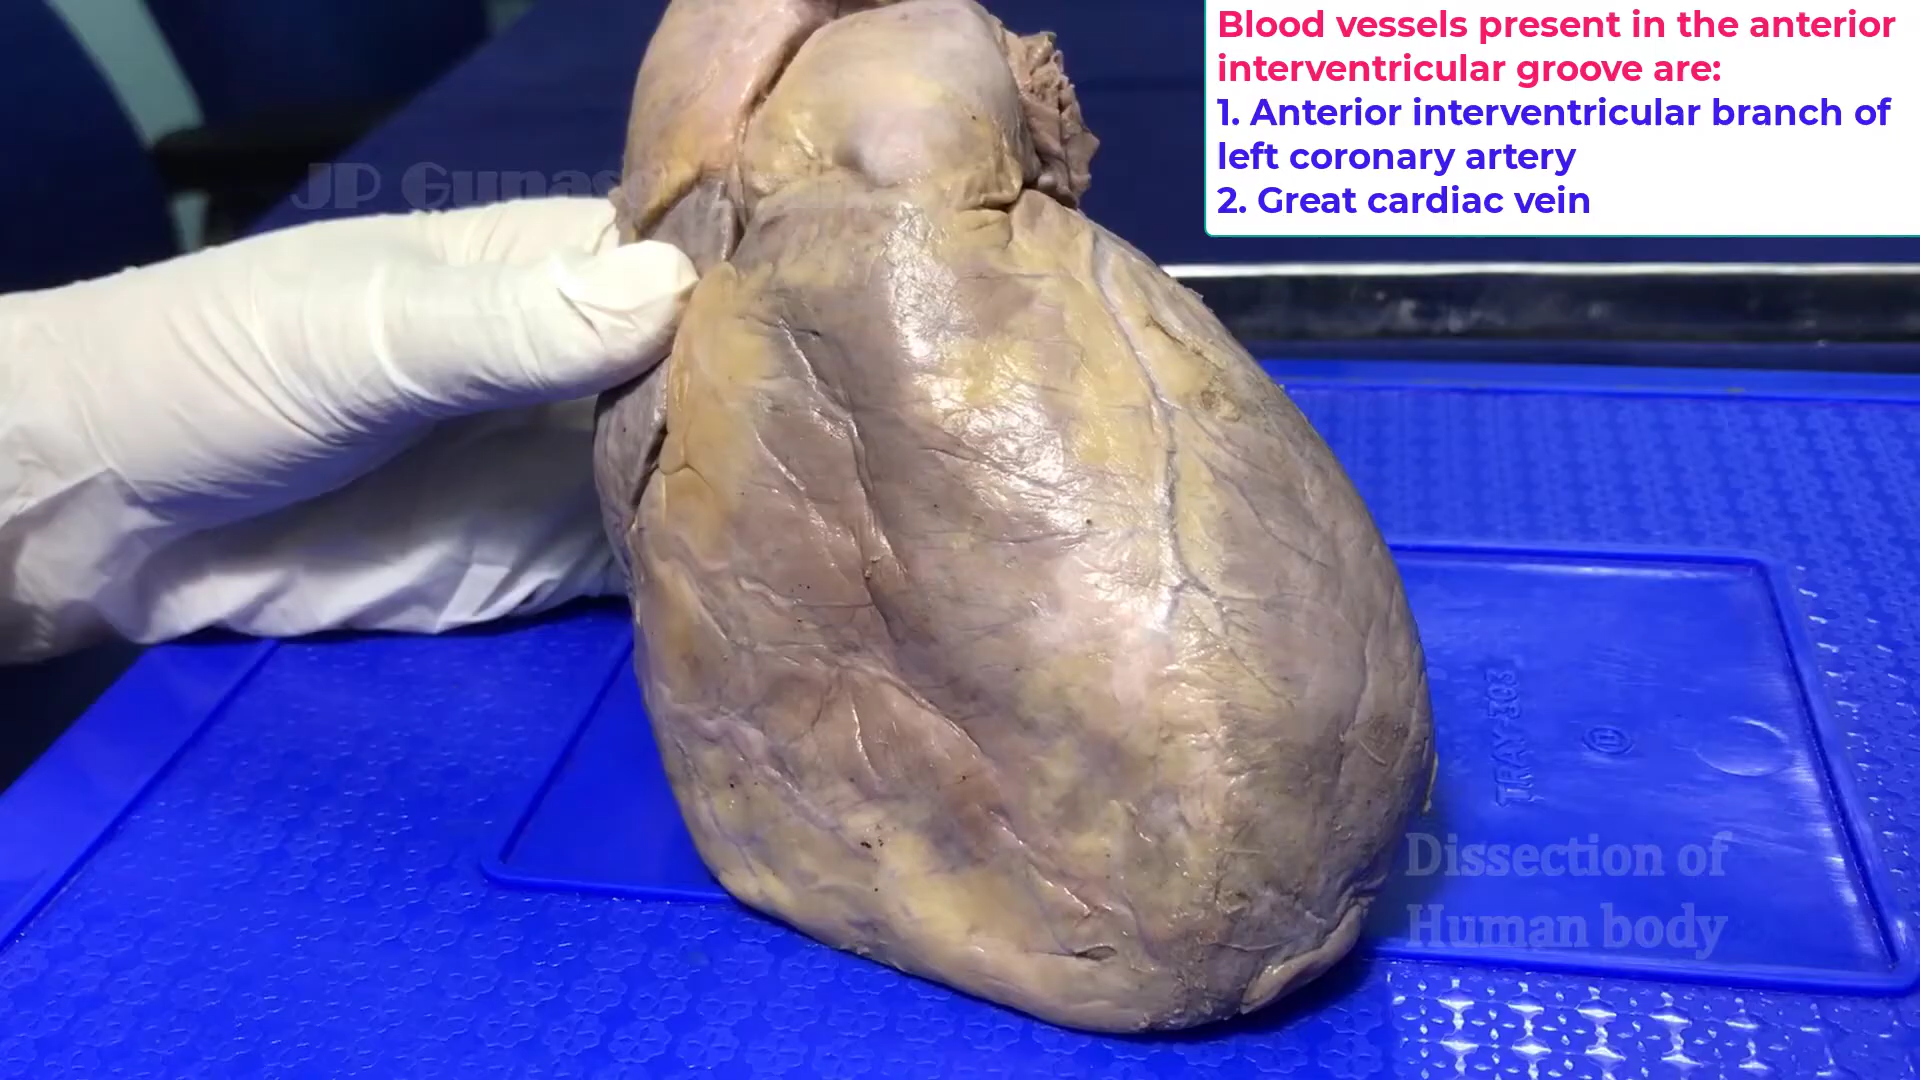 Blood vessels present in the anterior
interventricular groove are:
1. Anterior interventricular branch of
left coronary artery
2. Great cardiac vein
JP
TRAY-303
Dissection of
Human body